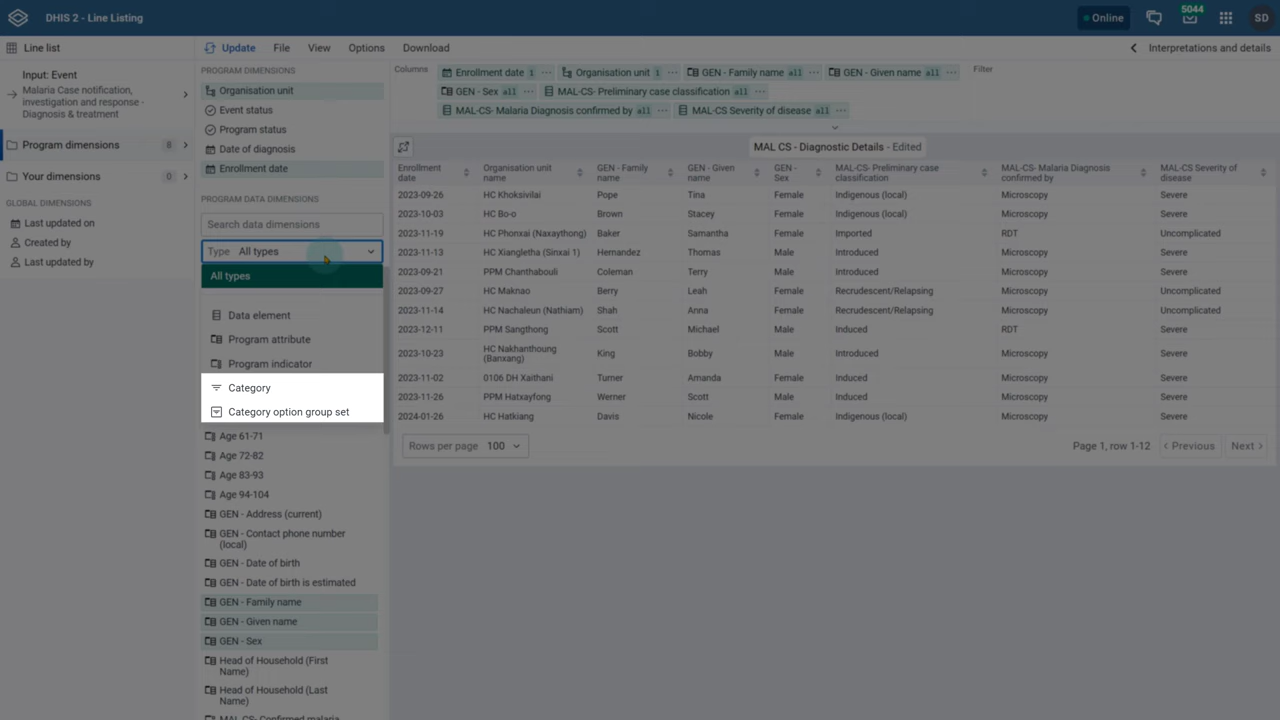 DHIS 2 - Line Listing
Online
5044
SD
Line list
Update File View Options Download
Interpretations and details
Input: Event
Malaria Case notification,
investigation and response -
Diagnosis & treatment
Program dimensions 8
Your dimensions 0
GLOBAL DIMENSIONS
Last updated on
Created by
Last updated by
PROGRAM DIMENSIONS
Organisation unit
Event status
Program status
Date of diagnosis
Enrollment date
PROGRAM DATA DIMENSIONS
Search data dimensions
Type All types
All types
Data element
Program attribute
Program indicator
Category
Category option group set
Age 61-71
Age 72-82
Age 83-93
Age 94-104
GEN - Address (current)
GEN - Contact phone number
(local)
GEN - Date of birth
GEN - Date of birth is estimated
GEN - Family name
GEN - Given name
GEN - Sex
Head of Household (First
Name)
Head of Household (Last
Name)
MAL-CS- Confirmed malaria
Columns
Enrollment date 1 Organisation unit 1 GEN - Family name all GEN - Given name all
GEN - Sex all MAL-CS- Preliminary case classification all
MAL-CS- Malaria Diagnosis confirmed by all MAL-CS Severity of disease all
Filter
MAL CS - Diagnostic Details - Edited
Enrollment date Organisation unit name GEN - Family name GEN - Given name GEN - Sex MAL-CS- Preliminary case classification MAL-CS- Malaria Diagnosis confirmed by MAL-CS Severity of disease
2023-09-26 HC Khoksivilai Pope Tina Female Indigenous (local) Microscopy Severe
2023-10-03 HC Bo-o Brown Stacey Female Indigenous (local) Microscopy Severe
2023-11-19 HC Phonxai (Naxaythong) Baker Samantha Female Imported RDT Uncomplicated
2023-11-13 HC Xiangletha (Sinxai 1) Hernandez Thomas Male Introduced Microscopy Severe
2023-09-21 PPM Chanthabouli Coleman Terry Male Introduced Microscopy Severe
2023-09-27 HC Maknao Berry Leah Female Recrudescent/Relapsing Microscopy Uncomplicated
2023-11-14 HC Nachaleun (Nathiam) Shah Anna Female Recrudescent/Relapsing Microscopy Uncomplicated
2023-12-11 PPM Sangthong Scott Michael Male Induced RDT Severe
2023-10-23 HC Nakhanthoung (Banxang) King Bobby Male Introduced Microscopy Severe
2023-11-02 0106 DH Xaithani Turner Amanda Female Induced Microscopy Severe
2023-11-26 PPM Hatxayfong Werner Scott Male Induced Microscopy Severe
2024-01-26 HC Hatkiang Davis Nicole Female Indigenous (local) Microscopy Severe
Rows per page 100
Page 1, row 1-12 Previous Next